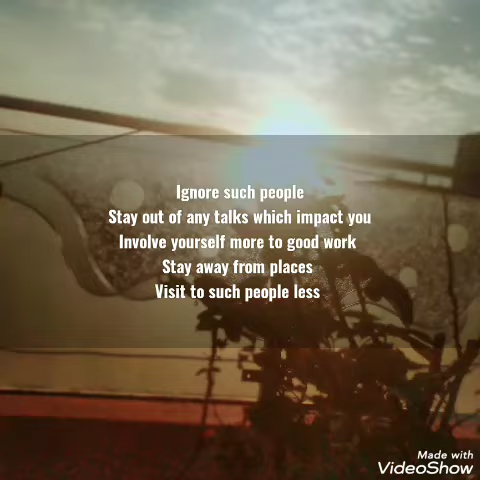 Ignore such people
Stay out of any talks which impact you
Involve yourself more to good work
Stay away from places
Visit to such people less
Made with
VideoShow